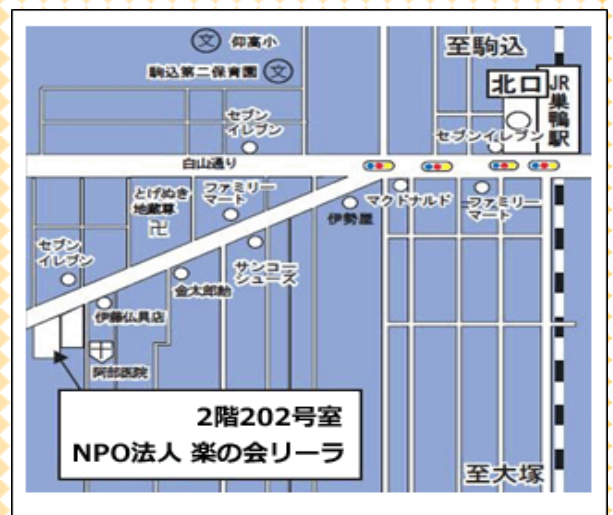 文 仰高小
至駒込
駒込第二保育園 文
北口
JR
巣鴨駅
セブン
イレブン
セブンイレブン
白山通り
とげぬき
地蔵尊
卍
ファミリー
マート
マクドナルド
ファミリー
マート
伊勢屋
セブン
イレブン
サンコー
シューズ
金太郎飴
伊藤仏具店
阿部医院
2階202号室
NPO法人 楽の会リーラ
至大塚